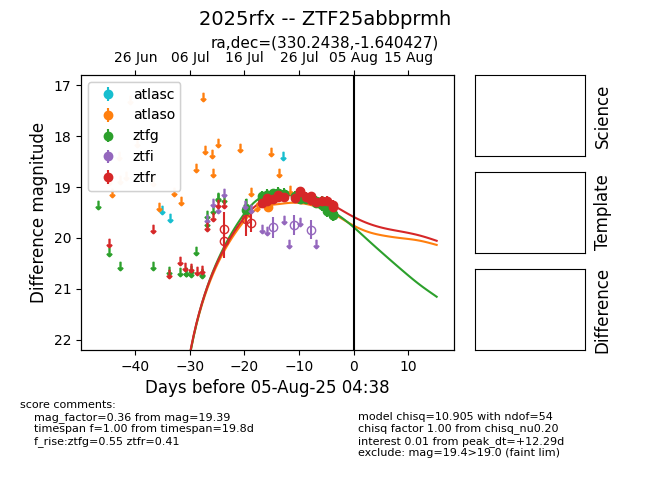 2025rfx -- ZTF25abbprmh
ra,dec=(330.2438,-1.640427)
26 Jun 06 Jul 16 Jul 26 Jul 05 Aug 15 Aug
17
18
19
20
21
22
Difference magnitude
atlasc
atlaso
ztfg
ztfi
ztfr
−40 −30 −20 −10 0 10
Days before 05-Aug-25 04:38
Science
Template
Difference
score comments:
mag_factor=0.36 from mag=19.39
timespan f=1.00 from timespan=19.8d
f_rise:ztfg=0.55 ztfr=0.41
model chisq=10.905 with ndof=54
chisq factor 1.00 from chisq_nu0.20
interest 0.01 from peak_dt=+12.29d
exclude: mag=19.4>19.0 (faint lim)